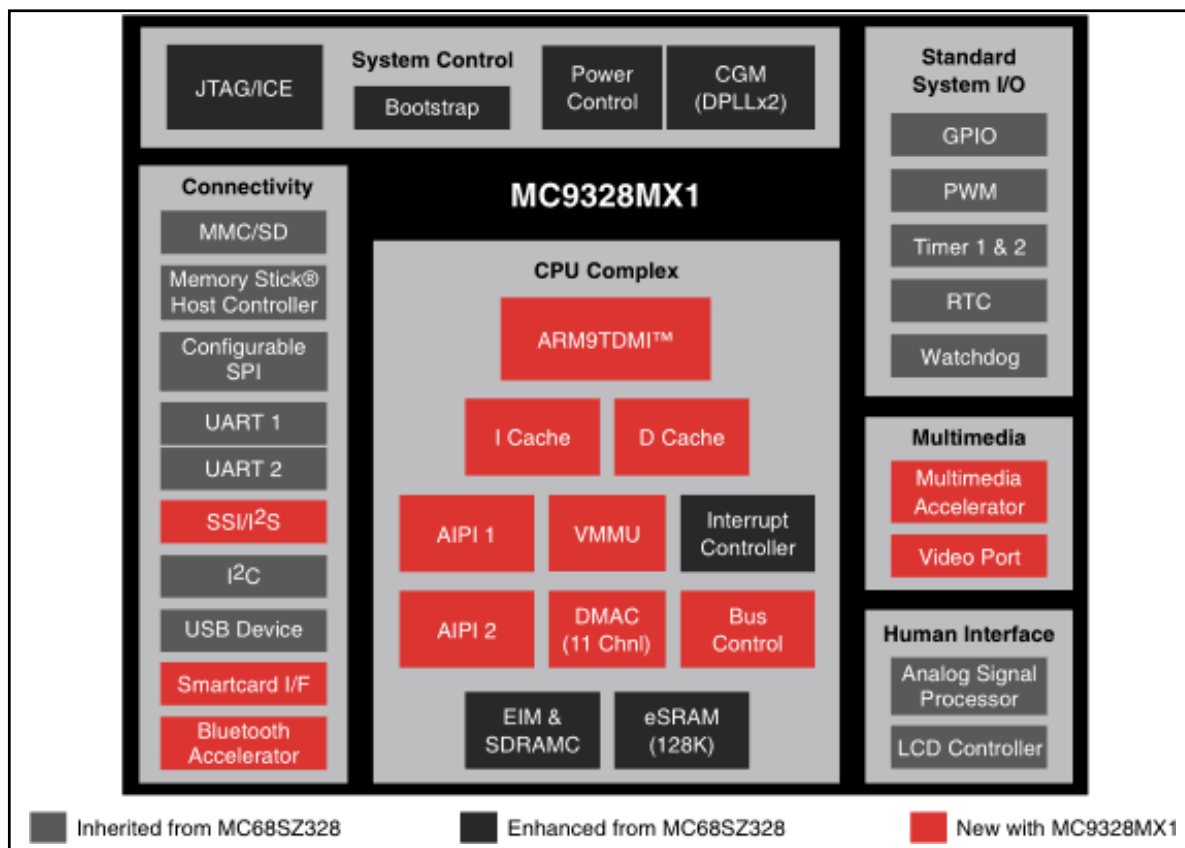 System Control
JTAG/ICE
Bootstrap
Power
Control
CGM
(DPLLx2)
Standard
System I/O
GPIO
PWM
Timer 1 & 2
RTC
Watchdog
Connectivity
MMC/SD
Memory Stick®
Host Controller
Configurable
SPI
UART 1
UART 2
SSI/I²S
I²C
USB Device
Smartcard I/F
Bluetooth
Accelerator
MC9328MX1
CPU Complex
ARM9TDMI™
I Cache
D Cache
AIPI 1
VMMU
Interrupt
Controller
AIPI 2
DMAC
(11 Chnl)
Bus
Control
EIM &
SDRAMC
eSRAM
(128K)
Multimedia
Multimedia
Accelerator
Video Port
Human Interface
Analog Signal
Processor
LCD Controller
Inherited from MC68SZ328
Enhanced from MC68SZ328
New with MC9328MX1